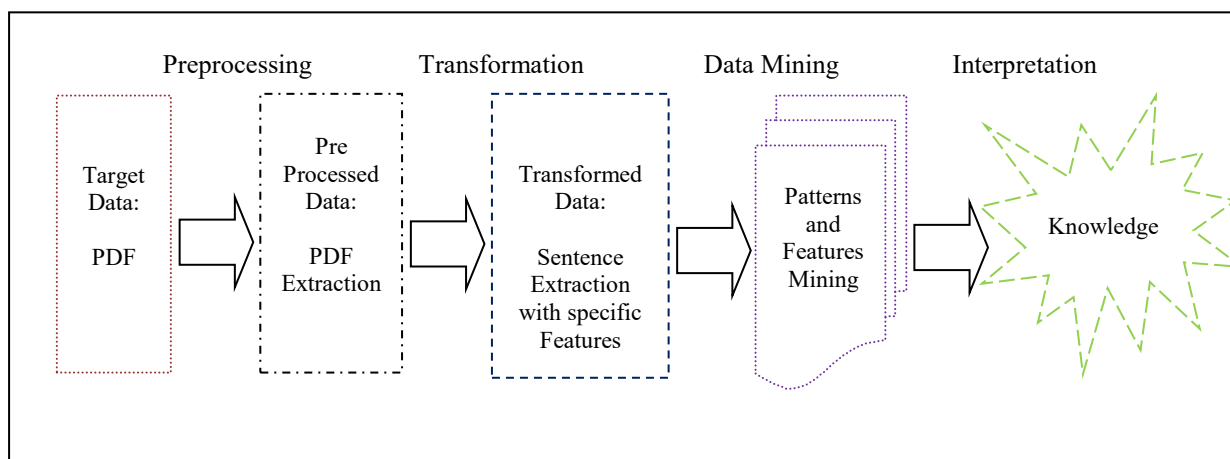 Preprocessing
Transformation
Data Mining
Interpretation
Target
Data:
PDF
Pre
Processed
Data:
PDF
Extraction
Transformed
Data:
Sentence
Extraction
with specific
Features
Patterns
and
Features
Mining
Knowledge